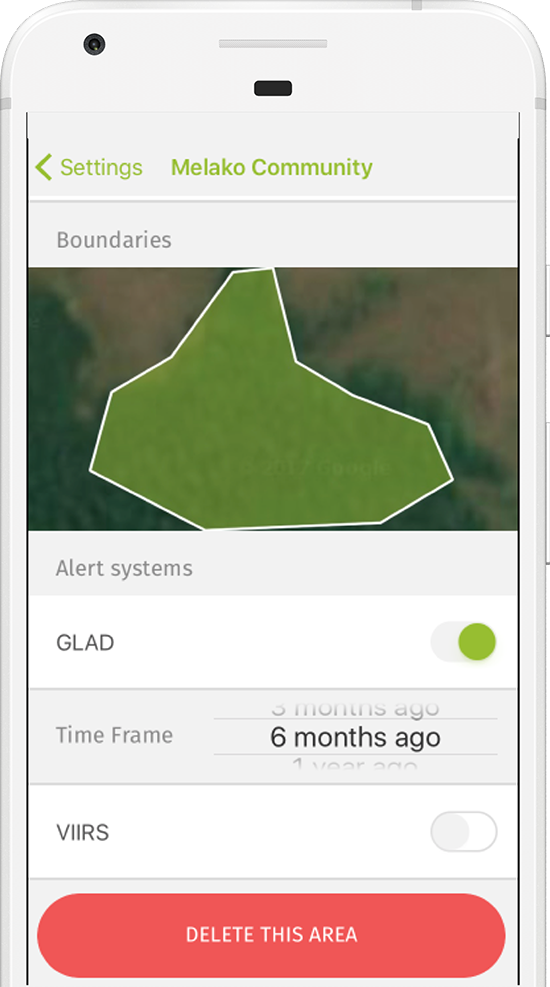 Settings
Melako Community
Boundaries
© 2017 Google
Alert systems
GLAD
3 months ago
Time Frame
6 months ago
1 year ago
VIIRS
DELETE THIS AREA